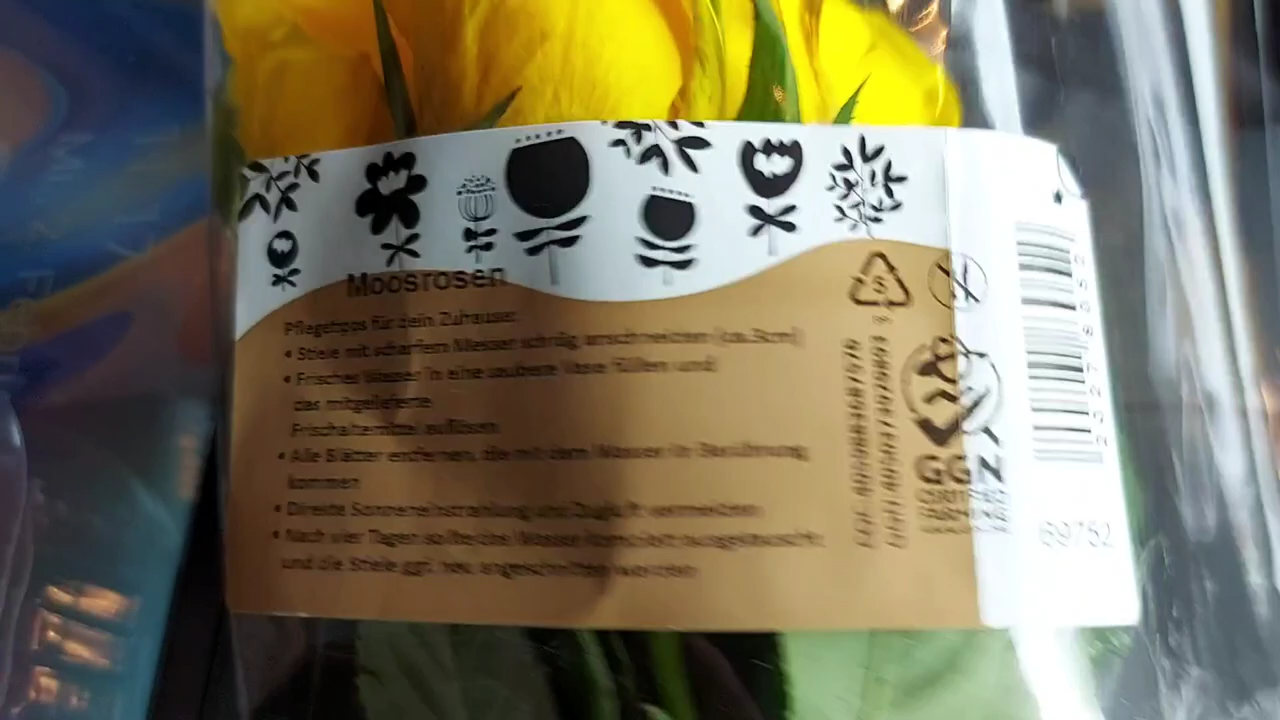 Moosrosen
Pflegetipps für dein Zuhause:
• Stiele mit scharfem Messer schräg anschneiden (ca.3cm)
• Frisches Wasser in eine saubere Vase füllen und
das mitgelieferte
Frischhaltemittel auflösen
• Alle Blätter entfernen, die mit dem Wasser in Berührung
kommen
• Direkte Sonneneinstrahlung und Zugluft vermeiden
• Nach vier Tagen sollte das Wasser komplett ausgetauscht
und die Stiele ggf. neu angeschnitten werden
5
GGN
CERTIFIED
FARMING
69752